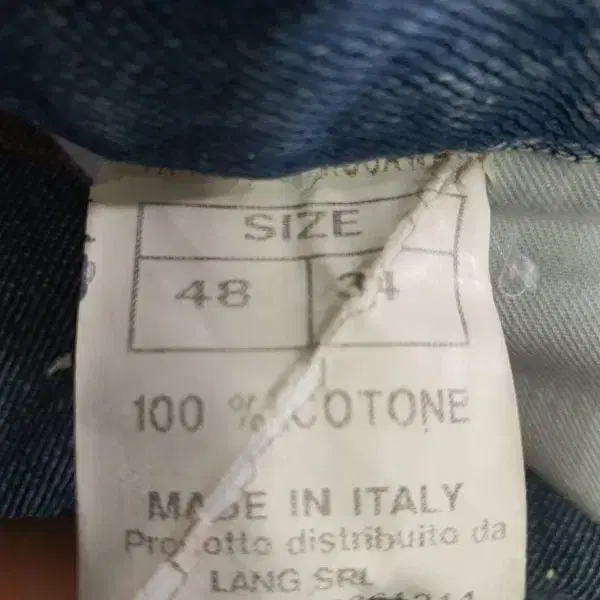 SIZE
48 34
100 % COTONE
MADE IN ITALY
Prodotto distribuito da
LANG SRL